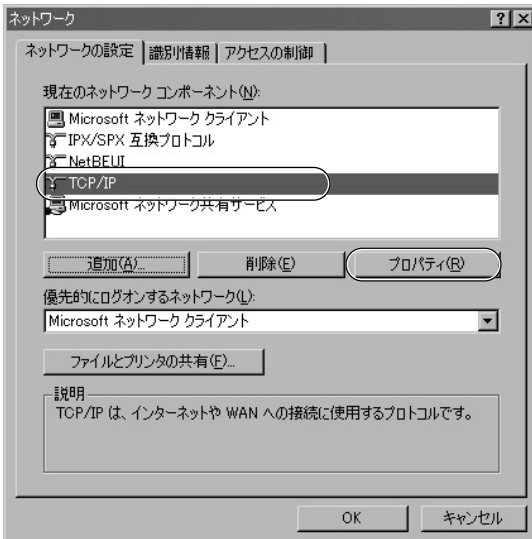 ネットワーク
ネットワークの設定 識別情報 アクセスの制御
現在のネットワーク コンポーネント(N):
Microsoft ネットワーク クライアント
IPX/SPX 互換プロトコル
NetBEUI
TCP/IP
Microsoft ネットワーク共有サービス
追加(A)... 削除(E) プロパティ(R)
優先的にログオンするネットワーク(L):
Microsoft ネットワーク クライアント
ファイルとプリンタの共有(F)...
説明
TCP/IP は、インターネットや WAN への接続に使用するプロトコルです。
OK キャンセル